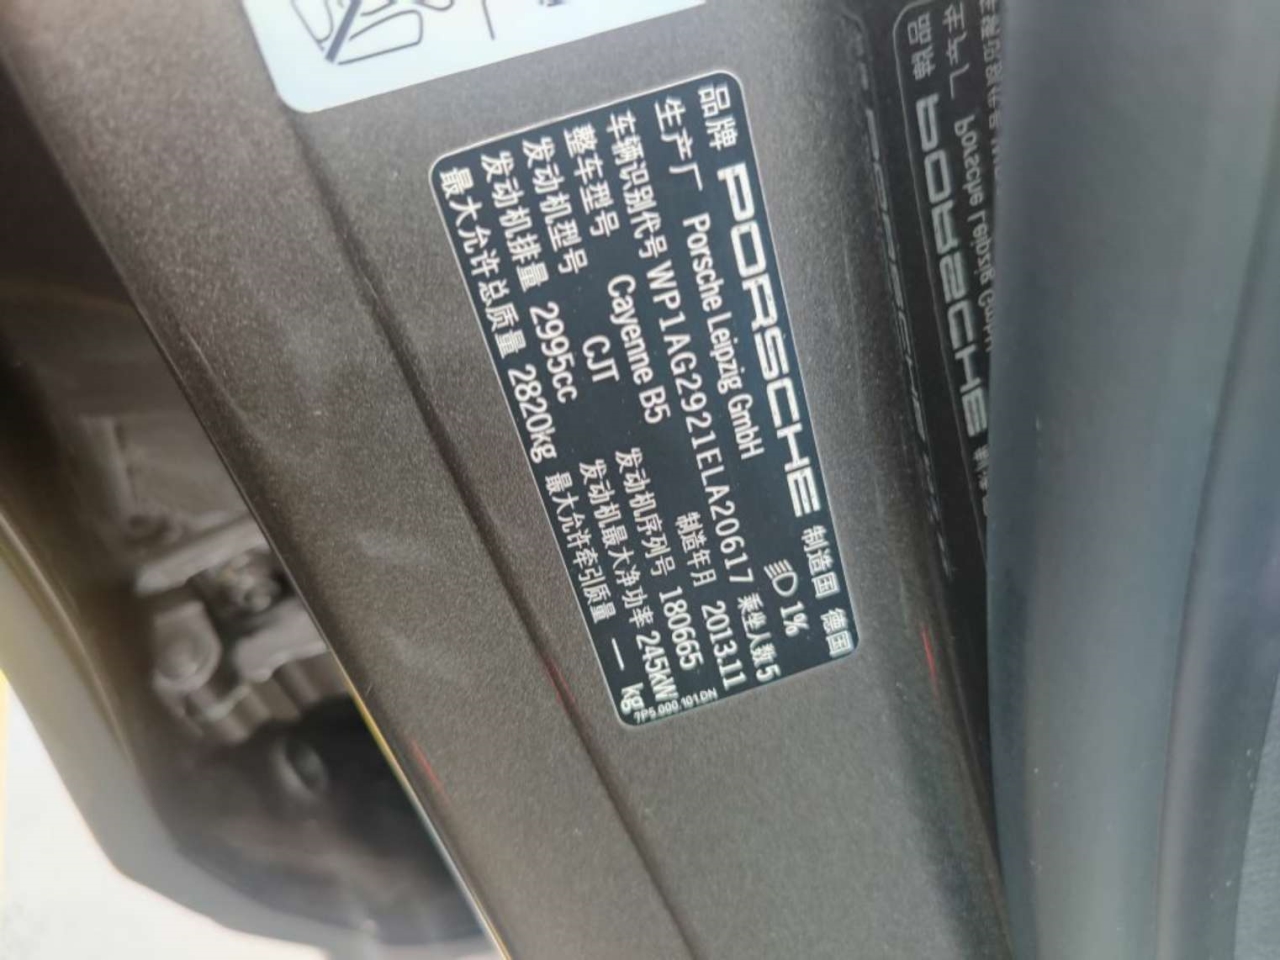 品牌 PORSCHE 制造国 德国
生产厂 Porsche Leipzig GmbH 1%
车辆识别代号 WP1AG2921ELA20617 乘坐人数 5
整车型号 Cayenne B5 制造年月 2013.11
发动机型号 CJT 发动机序列号 180665
发动机排量 2995cc 发动机最大净功率 245kW
最大允许总质量 2820kg 最大允许牵引质量 — kg
7P5.000.101.DN